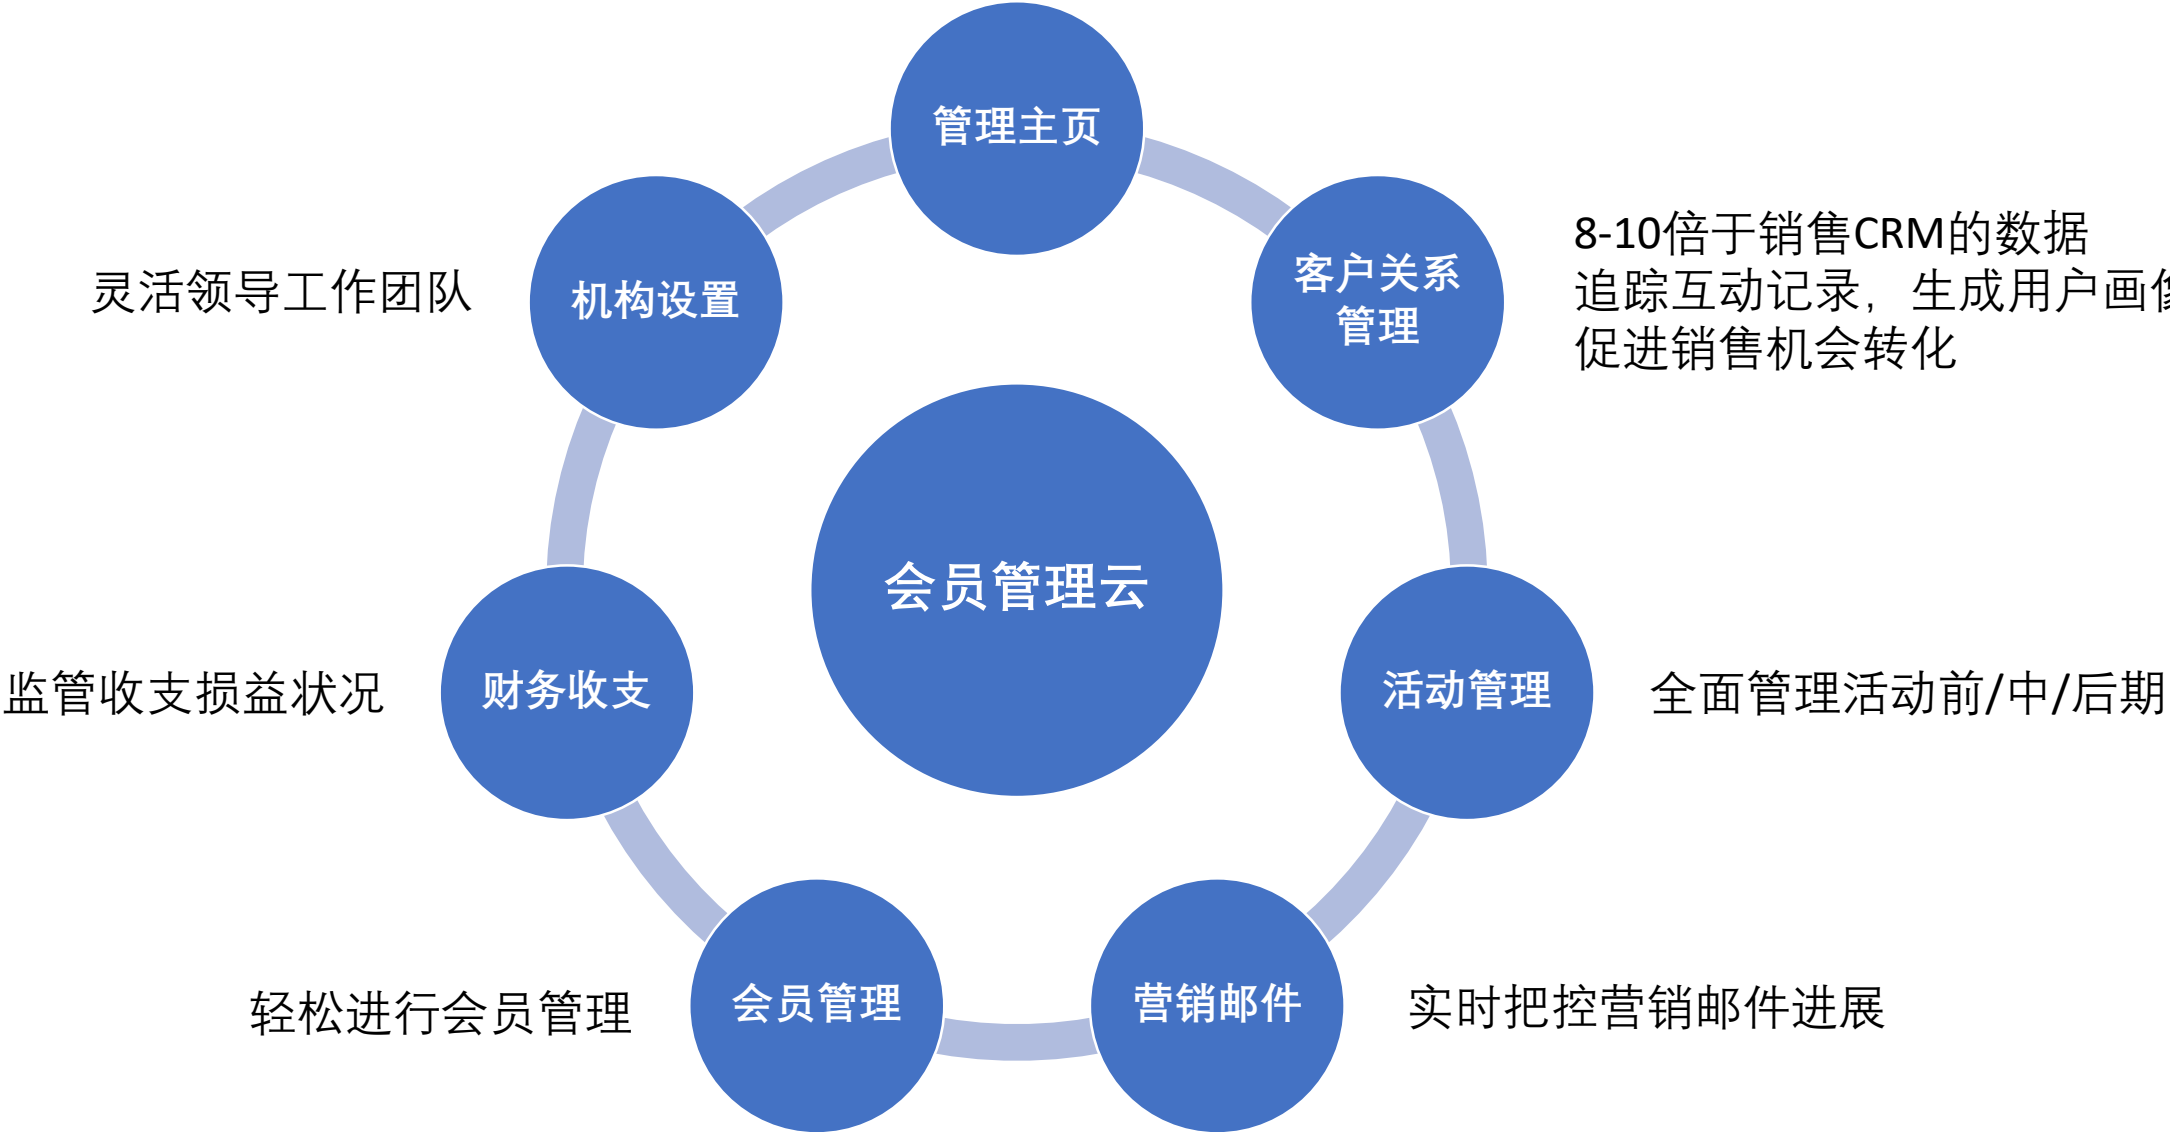 管理主页
机构设置
灵活领导工作团队
客户关系
管理
8-10倍于销售CRM的数据
追踪互动记录，生成用户画像
促进销售机会转化
会员管理云
财务收支
监管收支损益状况
活动管理
全面管理活动前/中/后期
会员管理
轻松进行会员管理
营销邮件
实时把控营销邮件进展